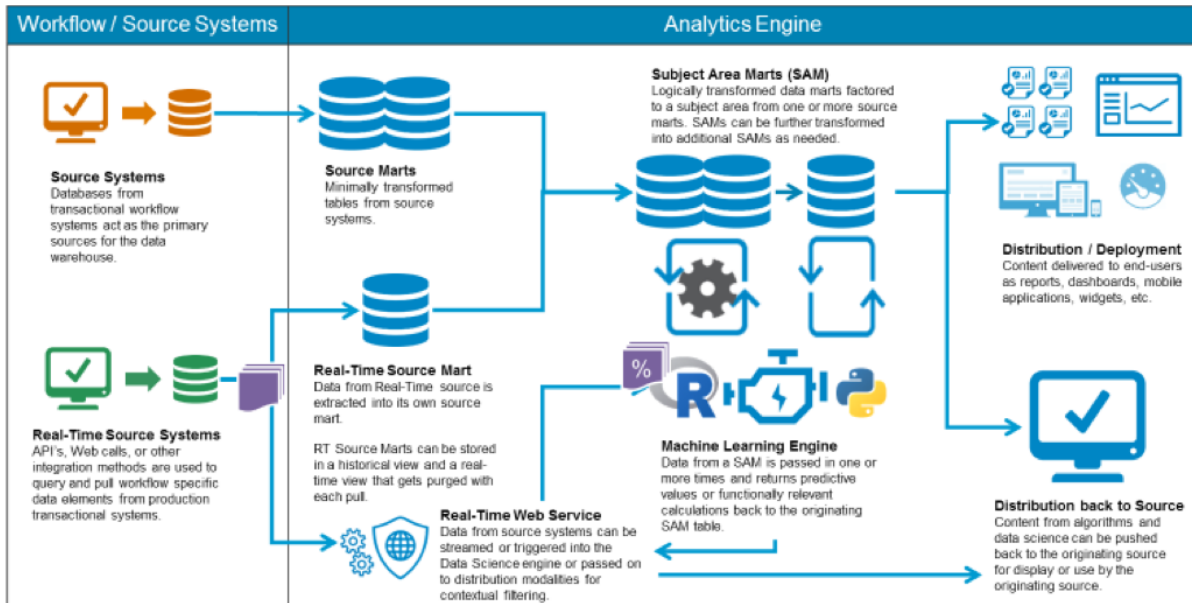 Workflow / Source Systems
Analytics Engine
Source Systems
Databases from
transactional workflow
systems act as the primary
sources for the data
warehouse.
Real-Time Source Systems
API's, Web calls, or other
integration methods are used to
query and pull workflow specific
data elements from production
transactional systems.
Source Marts
Minimally transformed
tables from source
systems.
Real-Time Source Mart
Data from Real-Time source is
extracted into its own source
mart.
RT Source Marts can be stored
in a historical view and a real-
time view that gets purged with
each pull.
Real-Time Web Service
Data from source systems can be
streamed or triggered into the
Data Science engine or passed on
to distribution modalities for
contextual filtering.
Subject Area Marts (SAM)
Logically transformed data marts factored
to a subject area from one or more source
marts. SAMs can be further transformed
into additional SAMs as needed.
%
R
Machine Learning Engine
Data from a SAM is passed in one or
more times and returns predictive
values or functionally relevant
calculations back to the originating
SAM table.
Distribution / Deployment
Content delivered to end-users
as reports, dashboards, mobile
applications, widgets, etc.
Distribution back to Source
Content from algorithms and
data science can be pushed
back to the originating source
for display or use by the
originating source.